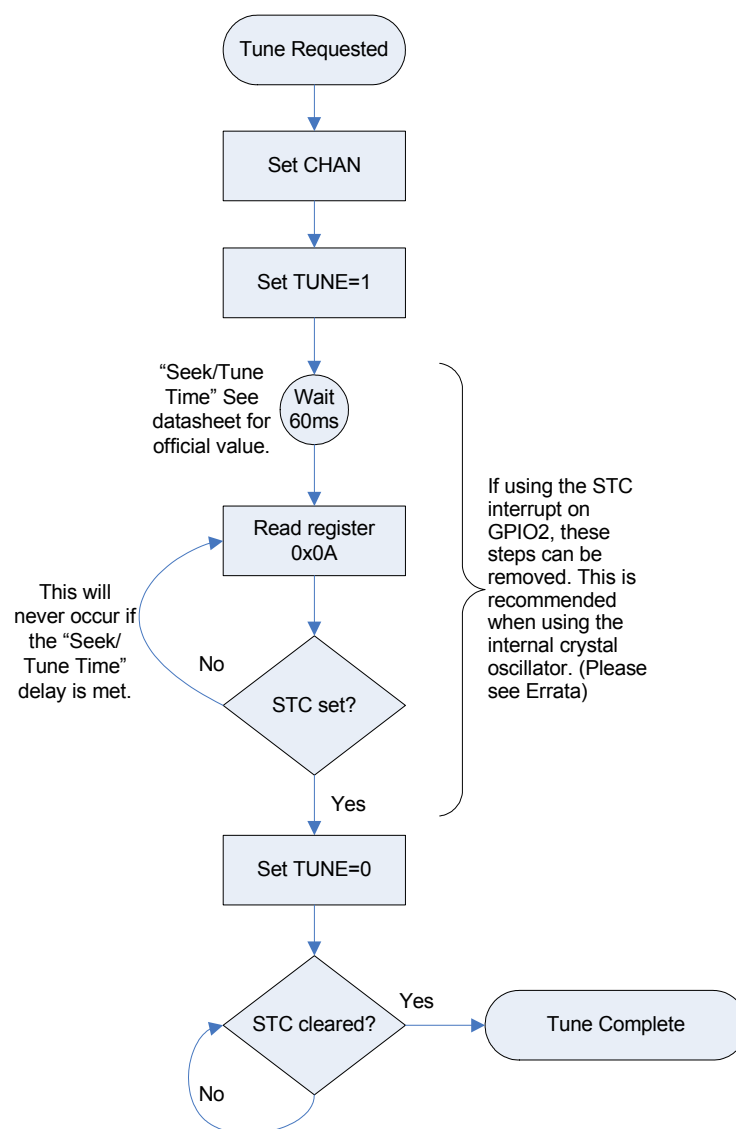 Tune Requested
Set CHAN
Set TUNE=1
“Seek/Tune
Time” See
datasheet for
official value.
Wait
60ms
Read register
0x0A
If using the STC
interrupt on
GPIO2, these
steps can be
removed. This is
recommended
when using the
internal crystal
oscillator. (Please
see Errata)
This will
never occur if
the “Seek/
Tune Time”
delay is met.
No
STC set?
Yes
Set TUNE=0
STC cleared?
Yes
Tune Complete
No